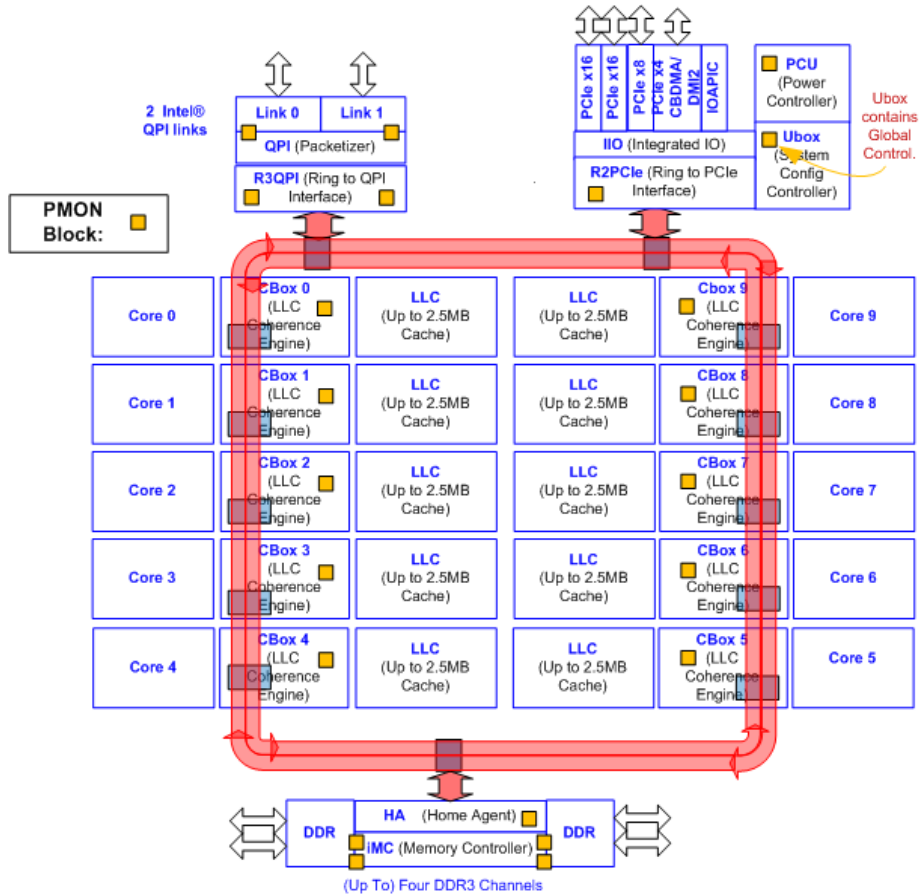 2 Intel®
QPI links
Link 0
Link 1
QPI (Packetizer)
R3QPI (Ring to QPI
Interface)
PCIe x16
PCIe x16
PCIe x8
PCIe x4
CBDMA/
DMI2
IOAPIC
IIO (Integrated IO)
R2PCIe (Ring to PCIe
Interface)
PCU
(Power
Controller)
Ubox
(System
Config
Controller)
Ubox
contains
Global
Control.
PMON
Block:
Core 0
CBox 0
(LLC
Coherence
Engine)
LLC
(Up to 2.5MB
Cache)
LLC
(Up to 2.5MB
Cache)
Cbox 9
(LLC
Coherence
Engine)
Core 9
Core 1
CBox 1
(LLC
Coherence
Engine)
LLC
(Up to 2.5MB
Cache)
LLC
(Up to 2.5MB
Cache)
CBox 8
(LLC
Coherence
Engine)
Core 8
Core 2
CBox 2
(LLC
Coherence
Engine)
LLC
(Up to 2.5MB
Cache)
LLC
(Up to 2.5MB
Cache)
CBox 7
(LLC
Coherence
Engine)
Core 7
Core 3
CBox 3
(LLC
Coherence
Engine)
LLC
(Up to 2.5MB
Cache)
LLC
(Up to 2.5MB
Cache)
CBox 6
(LLC
Coherence
Engine)
Core 6
Core 4
CBox 4
(LLC
Coherence
Engine)
LLC
(Up to 2.5MB
Cache)
LLC
(Up to 2.5MB
Cache)
CBox 5
(LLC
Coherence
Engine)
Core 5
DDR
HA (Home Agent)
iMC (Memory Controller)
DDR
(Up To) Four DDR3 Channels